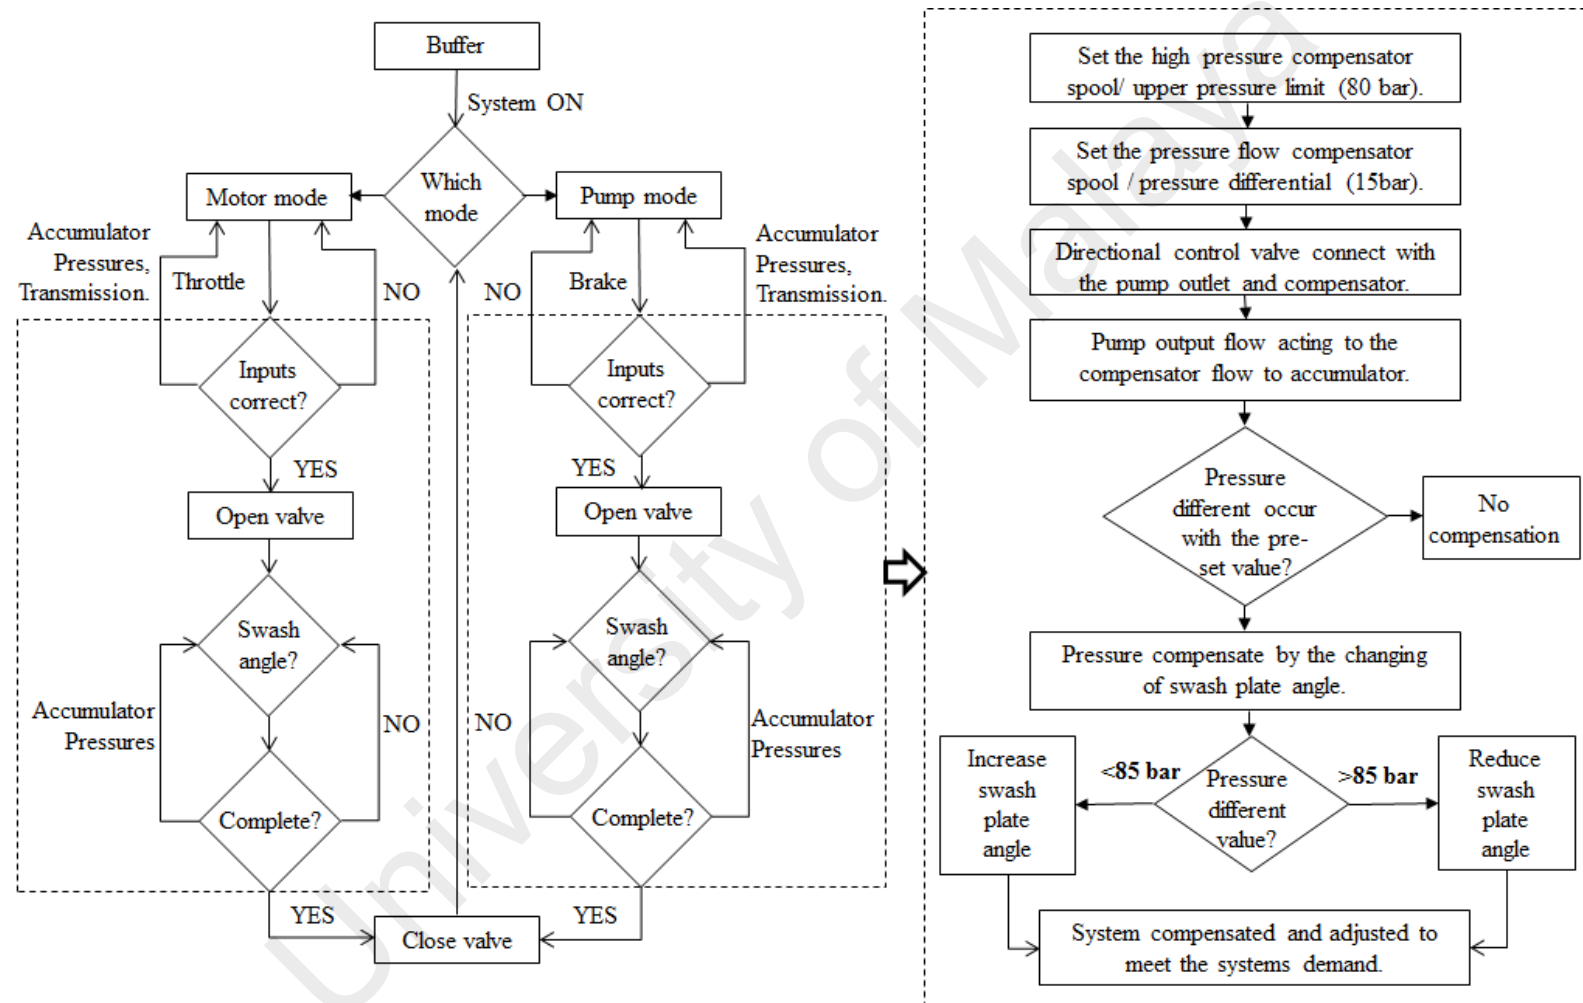 Buffer
System ON
Which
mode
Motor mode
Pump mode
Accumulator
Pressures,
Transmission.
Throttle
NO
NO
Brake
Accumulator
Pressures,
Transmission.
Inputs
correct?
Inputs
correct?
YES
YES
Open valve
Open valve
Swash
angle?
Swash
angle?
Accumulator
Pressures
NO
NO
Accumulator
Pressures
Complete?
Complete?
YES
YES
Close valve
Set the high pressure compensator
spool/ upper pressure limit (80 bar).
Set the pressure flow compensator
spool / pressure differential (15bar).
Directional control valve connect with
the pump outlet and compensator.
Pump output flow acting to the
compensator flow to accumulator.
Pressure
different occur
with the pre-
set value?
No
compensation
Pressure compensate by the changing
of swash plate angle.
Increase
swash
plate
angle
<85 bar
Pressure
different
value?
>85 bar
Reduce
swash
plate
angle
System compensated and adjusted to
meet the systems demand.
University of Malaya